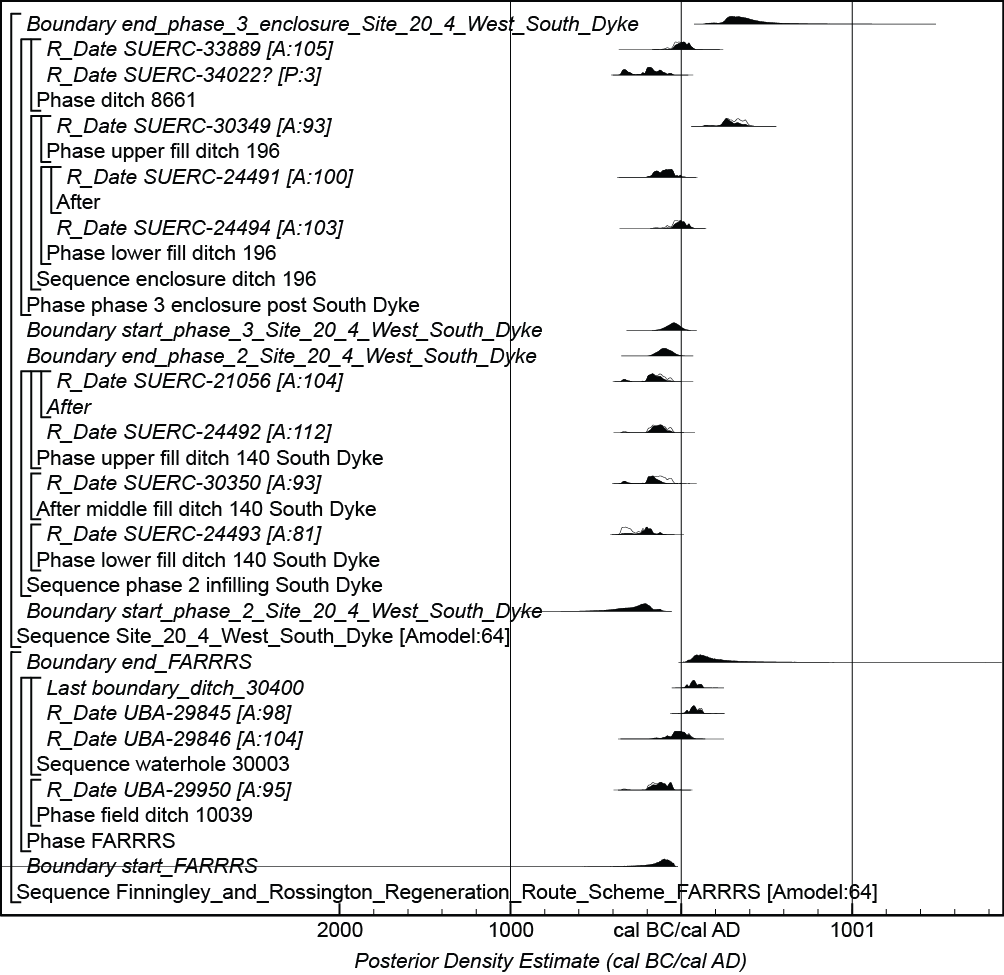 Boundary end_phase_3_enclosure_Site_20_4_West_South_Dyke
R_Date SUERC-33889 [A:105]
R_Date SUERC-34022? [P:3]
Phase ditch 8661
R_Date SUERC-30349 [A:93]
Phase upper fill ditch 196
R_Date SUERC-24491 [A:100]
After
R_Date SUERC-24494 [A:103]
Phase lower fill ditch 196
Sequence enclosure ditch 196
Phase phase 3 enclosure post South Dyke
Boundary start_phase_3_Site_20_4_West_South_Dyke
Boundary end_phase_2_Site_20_4_West_South_Dyke
R_Date SUERC-21056 [A:104]
After
R_Date SUERC-24492 [A:112]
Phase upper fill ditch 140 South Dyke
R_Date SUERC-30350 [A:93]
After middle fill ditch 140 South Dyke
R_Date SUERC-24493 [A:81]
Phase lower fill ditch 140 South Dyke
Sequence phase 2 infilling South Dyke
Boundary start_phase_2_Site_20_4_West_South_Dyke
Sequence Site_20_4_West_South_Dyke [Amodel:64]
Boundary end_FARRRS
Last boundary_ditch_30400
R_Date UBA-29845 [A:98]
R_Date UBA-29846 [A:104]
Sequence waterhole 30003
R_Date UBA-29950 [A:95]
Phase field ditch 10039
Phase FARRRS
Boundary start_FARRRS
Sequence Finningley_and_Rossington_Regeneration_Route_Scheme_FARRRS [Amodel:64]
2000 1000 cal BC/cal AD 1001
Posterior Density Estimate (cal BC/cal AD)